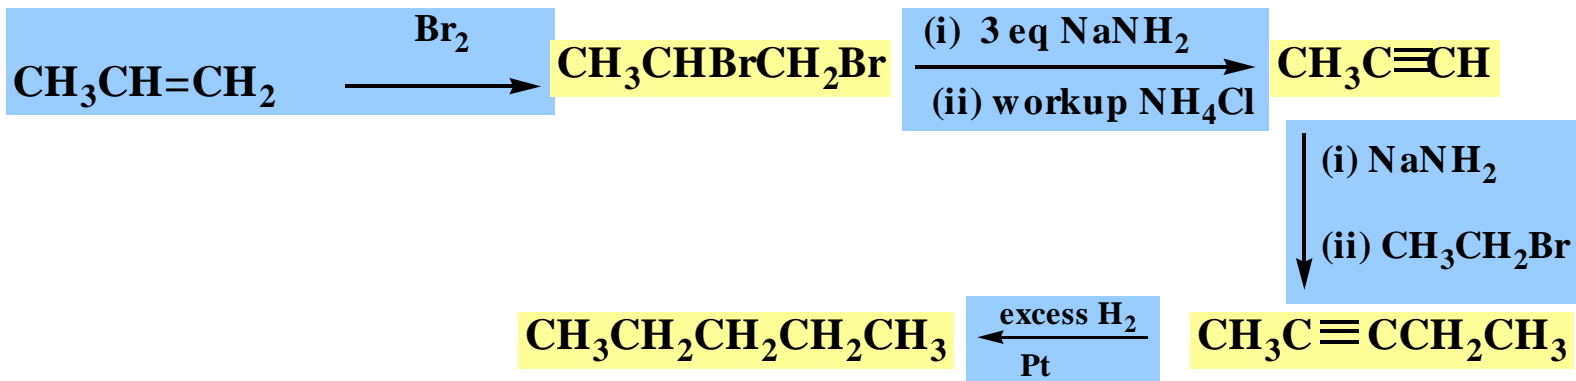 CH₃CH=CH₂
Br₂
CH₃CHBrCH₂Br
(i) 3 eq NaNH₂
(ii) workup NH₄Cl
CH₃C≡CH
(i) NaNH₂
(ii) CH₃CH₂Br
CH₃C≡CCH₂CH₃
excess H₂
Pt
CH₃CH₂CH₂CH₂CH₃